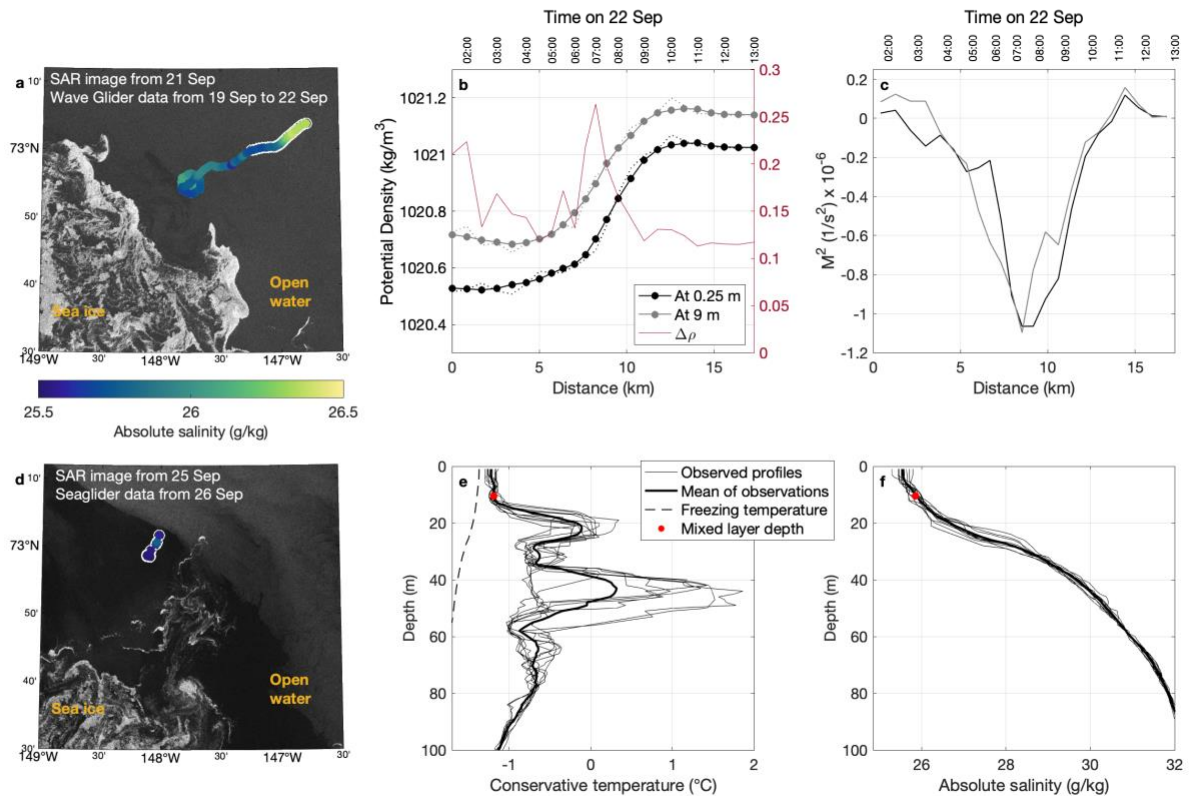 a
SAR image from 21 Sep
Wave Glider data from 19 Sep to 22 Sep
10'
73°N
50'
40'
30'
149°W
30'
148°W
30'
147°W
30'
Sea ice
Open
water
25.5
26
26.5
Absolute salinity (g/kg)
Time on 22 Sep
02:00
03:00
04:00
05:00
06:00
07:00
08:00
09:00
10:00
11:00
13:00
b
1021.2
1021
1020.8
1020.6
1020.4
Potential Density (kg/m³)
0.3
0.25
0.2
0.15
0.1
0.05
0
At 0.25 m
At 9 m
Δρ
0
5
10
15
Distance (km)
Time on 22 Sep
02:00
03:00
04:00
05:00
06:00
07:00
08:00
09:00
10:00
11:00
13:00
c
0.2
0
-0.2
-0.4
-0.6
-0.8
-1
-1.2
M² (1/s²) x 10⁻⁶
0
5
10
15
Distance (km)
d
SAR image from 25 Sep
Seaglider data from 26 Sep
10'
73°N
50'
40'
30'
149°W
30'
148°W
30'
147°W
30'
Sea ice
Open
water
e
0
20
40
60
80
100
Depth (m)
Observed profiles
Mean of observations
Freezing temperature
Mixed layer depth
-1
0
1
2
Conservative temperature (°C)
f
0
20
40
60
80
100
Depth (m)
26
28
30
32
Absolute salinity (g/kg)